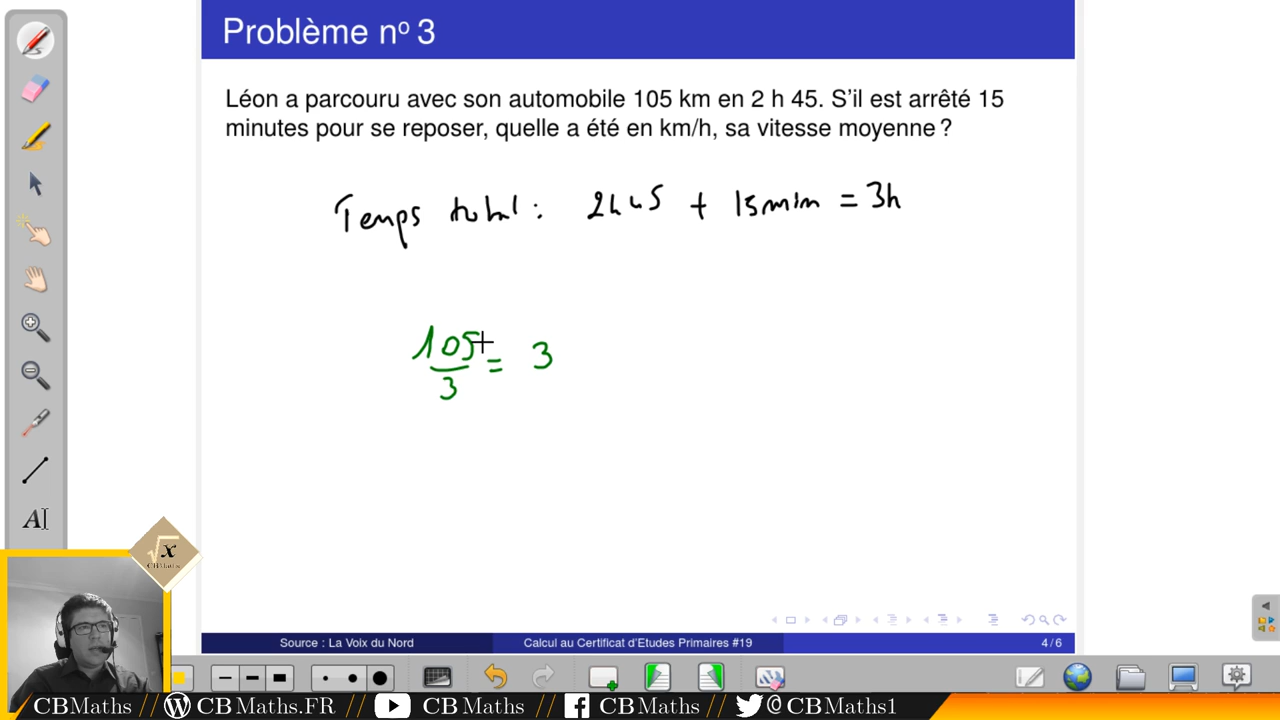 Problème nº 3
Léon a parcouru avec son automobile 105 km en 2 h 45. S'il est arrêté 15
minutes pour se reposer, quelle a été en km/h, sa vitesse moyenne ?
Temps total : 2h45 + 15min = 3h
105
= 3
3
AI
√x
CBMaths
Source : La Voix du Nord
Calcul au Certificat d'Etudes Primaires #19
4/6
CBMaths // CBMaths.FR // CBMaths // CBMaths // @CBMaths1